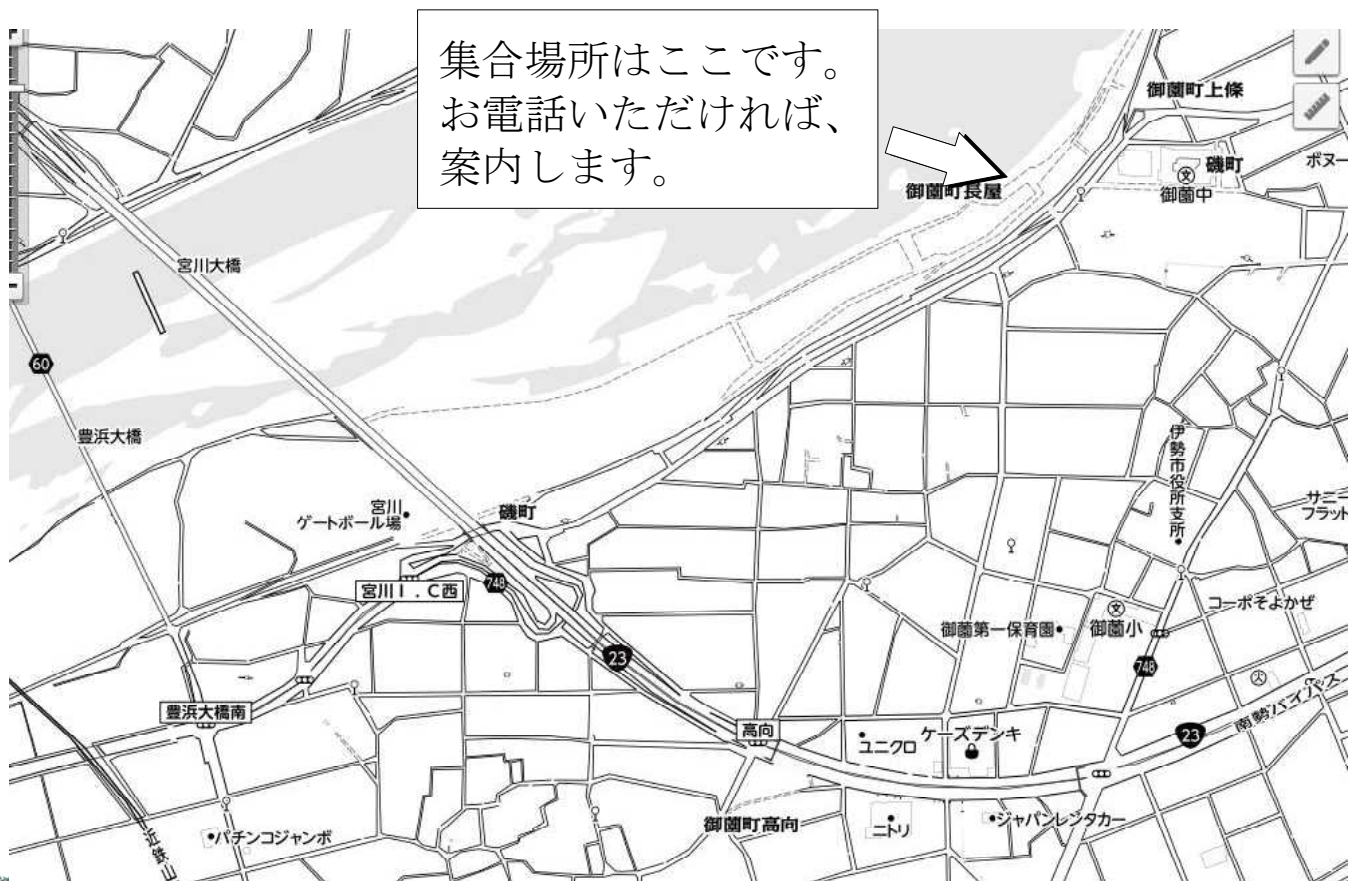 集合場所はここです。
お電話いただければ、
案内します。
御薗町上條
磯町
ボヌー
御薗中
御薗町長屋
宮川大橋
60
豊浜大橋
伊勢市役所支所
サニー
フラット
宮川
ゲートボール場
磯町
宮川I.C西
748
コーポそよかぜ
御薗第一保育園
御薗小
23
748
豊浜大橋南
高向
ユニクロ
ケーズデンキ
23
南勢バイパス
近鉄
パチンコジャンボ
御薗町高向
ニトリ
ジャパンレンタカー